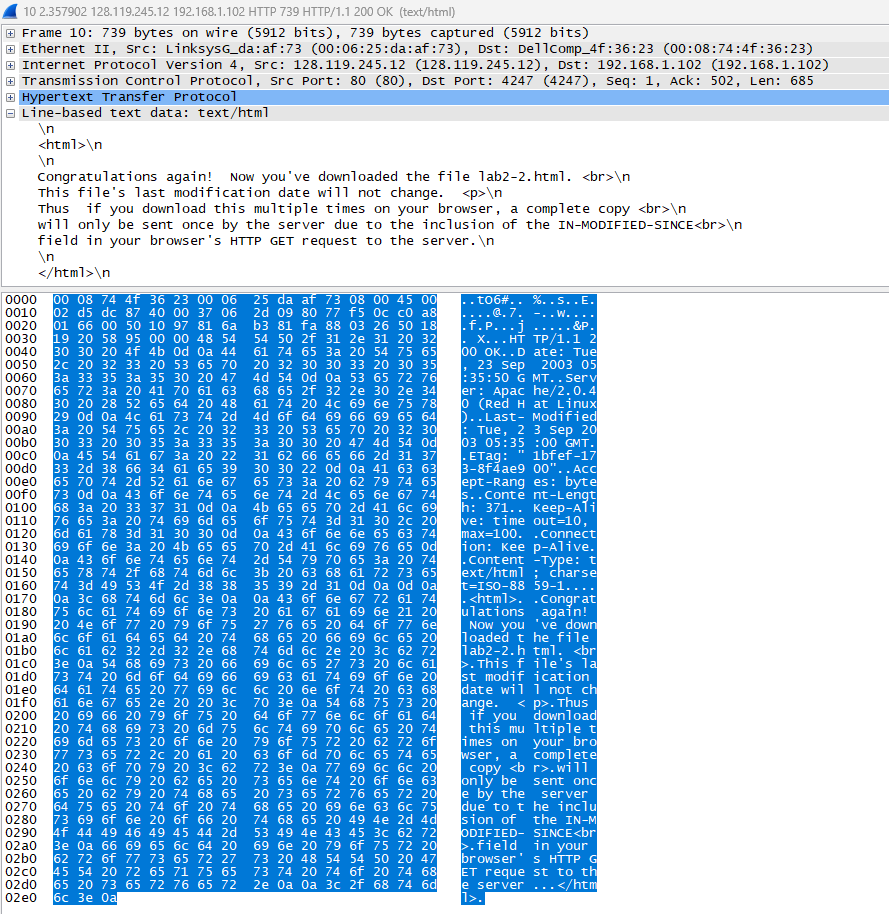 10 2.357902 128.119.245.12 192.168.1.102 HTTP 739 HTTP/1.1 200 OK  (text/html)
Frame 10: 739 bytes on wire (5912 bits), 739 bytes captured (5912 bits)
Ethernet II, Src: LinksysG_da:af:73 (00:06:25:da:af:73), Dst: DellComp_4f:36:23 (00:08:74:4f:36:23)
Internet Protocol Version 4, Src: 128.119.245.12 (128.119.245.12), Dst: 192.168.1.102 (192.168.1.102)
Transmission Control Protocol, Src Port: 80 (80), Dst Port: 4247 (4247), Seq: 1, Ack: 502, Len: 685
Hypertext Transfer Protocol
Line-based text data: text/html
\n
<html>\n
\n
Congratulations again!  Now you've downloaded the file lab2-2.html. <br>\n
This file's last modification date will not change.  <p>\n
Thus  if you download this multiple times on your browser, a complete copy <br>\n
will only be sent once by the server due to the inclusion of the IN-MODIFIED-SINCE<br>\n
field in your browser's HTTP GET request to the server.\n
\n
</html>\n
0000 00 08 74 4f 36 23 00 06 25 da af 73 08 00 45 00 ..tO6#.. %..s..E.
0010 02 d5 dc 87 40 00 37 06 2d 09 80 77 f5 0c c0 a8 ....@.7. -..w....
0020 01 66 00 50 10 97 81 6a b3 81 fa 88 03 26 50 18 .f.P...j .....&P.
0030 19 20 58 95 00 00 48 54 54 50 2f 31 2e 31 20 32 . X...HT TP/1.1 2
0040 30 30 20 4f 4b 0d 0a 44 61 74 65 3a 20 54 75 65 00 OK..D ate: Tue
0050 2c 20 32 33 20 53 65 70 20 32 30 30 33 20 30 35 , 23 Sep  2003 05
0060 3a 33 35 3a 35 30 20 47 4d 54 0d 0a 53 65 72 76 :35:50 G MT..Serv
0070 65 72 3a 20 41 70 61 63 68 65 2f 32 2e 30 2e 34 er: Apac he/2.0.4
0080 30 20 28 52 65 64 20 48 61 74 20 4c 69 6e 75 78 0 (Red H at Linux
0090 29 0d 0a 4c 61 73 74 2d 4d 6f 64 69 66 69 65 64 )..Last- Modified
00a0 3a 20 54 75 65 2c 20 32 33 20 53 65 70 20 32 30 : Tue, 2 3 Sep 20
00b0 30 33 20 30 35 3a 33 35 3a 30 30 20 47 4d 54 0d 03 05:35 :00 GMT.
00c0 0a 45 54 61 67 3a 20 22 31 62 66 65 66 2d 31 37 .ETag: " 1bfef-17
00d0 33 2d 38 66 34 61 65 39 30 30 22 0d 0a 41 63 63 3-8f4ae9 00"..Acc
00e0 65 70 74 2d 52 61 6e 67 65 73 3a 20 62 79 74 65 ept-Rang es: byte
00f0 73 0d 0a 43 6f 6e 74 65 6e 74 2d 4c 65 6e 67 74 s..Conte nt-Lengt
0100 68 3a 20 33 37 31 0d 0a 4b 65 65 70 2d 41 6c 69 h: 371.. Keep-Ali
0110 76 65 3a 20 74 69 6d 65 6f 75 74 3d 31 30 2c 20 ve: time out=10,
0120 6d 61 78 3d 31 30 30 0d 0a 43 6f 6e 6e 65 63 74 max=100. .Connect
0130 69 6f 6e 3a 20 4b 65 65 70 2d 41 6c 69 76 65 0d ion: Kee p-Alive.
0140 0a 43 6f 6e 74 65 6e 74 2d 54 79 70 65 3a 20 74 .Content -Type: t
0150 65 78 74 2f 68 74 6d 6c 3b 20 63 68 61 72 73 65 ext/html ; charse
0160 74 3d 49 53 4f 2d 38 38 35 39 2d 31 0d 0a 0d 0a t=ISO-88 59-1....
0170 0a 3c 68 74 6d 6c 3e 0a 0a 43 6f 6e 67 72 61 74 .<html>. .Congrat
0180 75 6c 61 74 69 6f 6e 73 20 61 67 61 69 6e 21 20 ulations  again!
0190 20 4e 6f 77 20 79 6f 75 27 76 65 20 64 6f 77 6e  Now you 've down
01a0 6c 6f 61 64 65 64 20 74 68 65 20 66 69 6c 65 20 loaded t he file
01b0 6c 61 62 32 2d 32 2e 68 74 6d 6c 2e 20 3c 62 72 lab2-2.h tml. <br
01c0 3e 0a 54 68 69 73 20 66 69 6c 65 27 73 20 6c 61 >.This f ile's la
01d0 73 74 20 6d 6f 64 69 66 69 63 61 74 69 6f 6e 20 st modif ication
01e0 64 61 74 65 20 77 69 6c 6c 20 6e 6f 74 20 63 68 date wil l not ch
01f0 61 6e 67 65 2e 20 20 3c 70 3e 0a 54 68 75 73 20 ange.  < p>.Thus
0200 20 69 66 20 79 6f 75 20 64 6f 77 6e 6c 6f 61 64  if you  download
0210 20 74 68 69 73 20 6d 75 6c 74 69 70 6c 65 20 74  this mu ltiple t
0220 69 6d 65 73 20 6f 6e 20 79 6f 75 72 20 62 72 6f imes on  your bro
0230 77 73 65 72 2c 20 61 20 63 6f 6d 70 6c 65 74 65 wser, a  complete
0240 20 63 6f 70 79 20 3c 62 72 3e 0a 77 69 6c 6c 20  copy <b r>.will
0250 6f 6e 6c 79 20 62 65 20 73 65 6e 74 20 6f 6e 63 only be  sent onc
0260 65 20 62 79 20 74 68 65 20 73 65 72 76 65 72 20 e by the  server
0270 64 75 65 20 74 6f 20 74 68 65 20 69 6e 63 6c 75 due to t he inclu
0280 73 69 6f 6e 20 6f 66 20 74 68 65 20 49 4e 2d 4d sion of  the IN-M
0290 4f 44 49 46 49 45 44 2d 53 49 4e 43 45 3c 62 72 ODIFIED- SINCE<br
02a0 3e 0a 66 69 65 6c 64 20 69 6e 20 79 6f 75 72 20 >.field  in your
02b0 62 72 6f 77 73 65 72 27 73 20 48 54 54 50 20 47 browser' s HTTP G
02c0 45 54 20 72 65 71 75 65 73 74 20 74 6f 20 74 68 ET reque st to th
02d0 65 20 73 65 72 76 65 72 2e 0a 0a 3c 2f 68 74 6d e server ...</htm
02e0 6c 3e 0a l>.